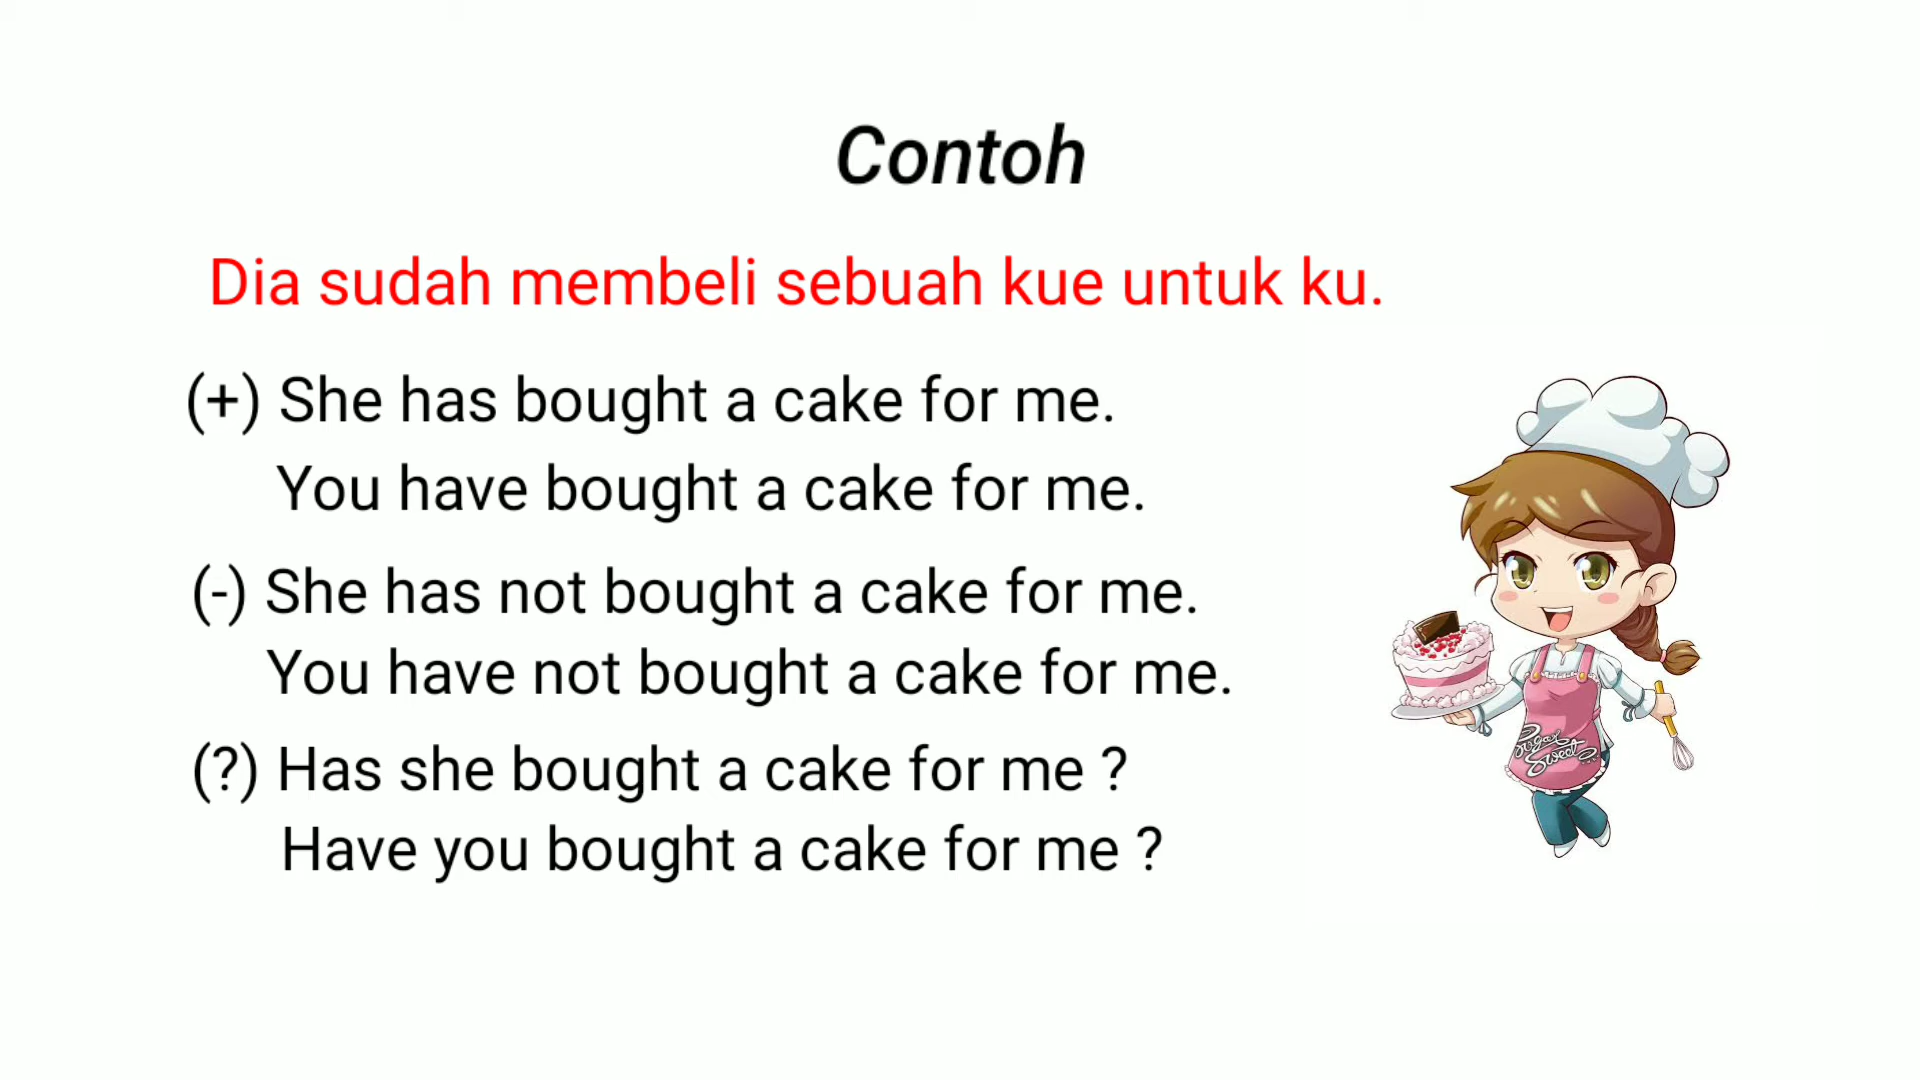 Contoh
Dia sudah membeli sebuah kue untuk ku.
(+) She has bought a cake for me.
You have bought a cake for me.
(-) She has not bought a cake for me.
You have not bought a cake for me.
(?) Has she bought a cake for me ?
Have you bought a cake for me ?
Sugar
Sweet